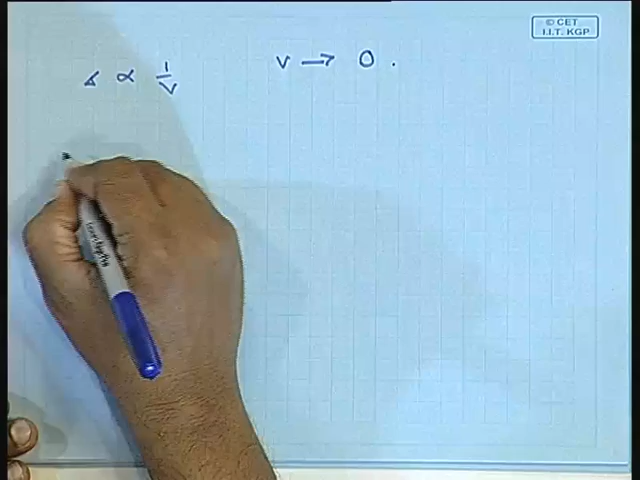 © CET
I.I.T. KGP
∝ 1/v    v → 0.